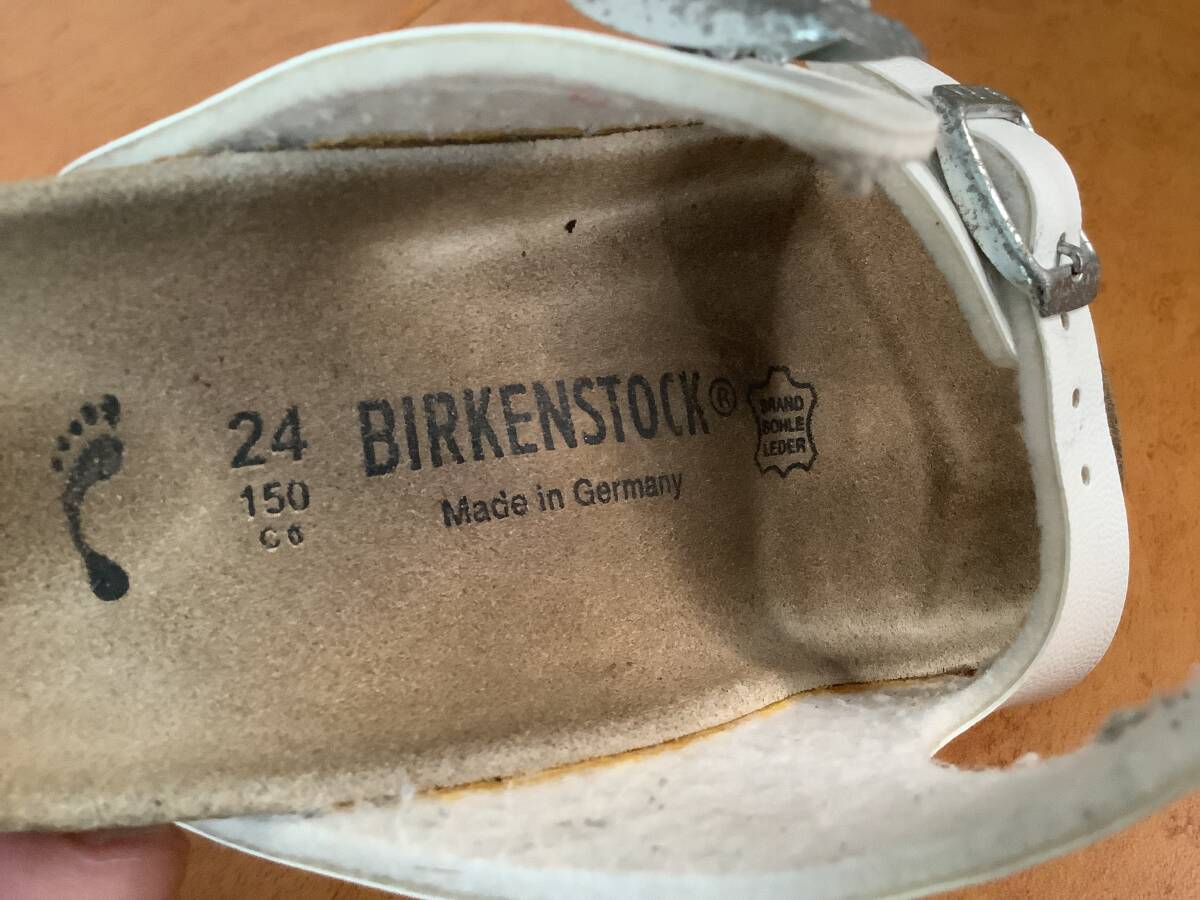 24
150
BIRKENSTOCK®
Made in Germany
BRAND
SOHLE
LEDER